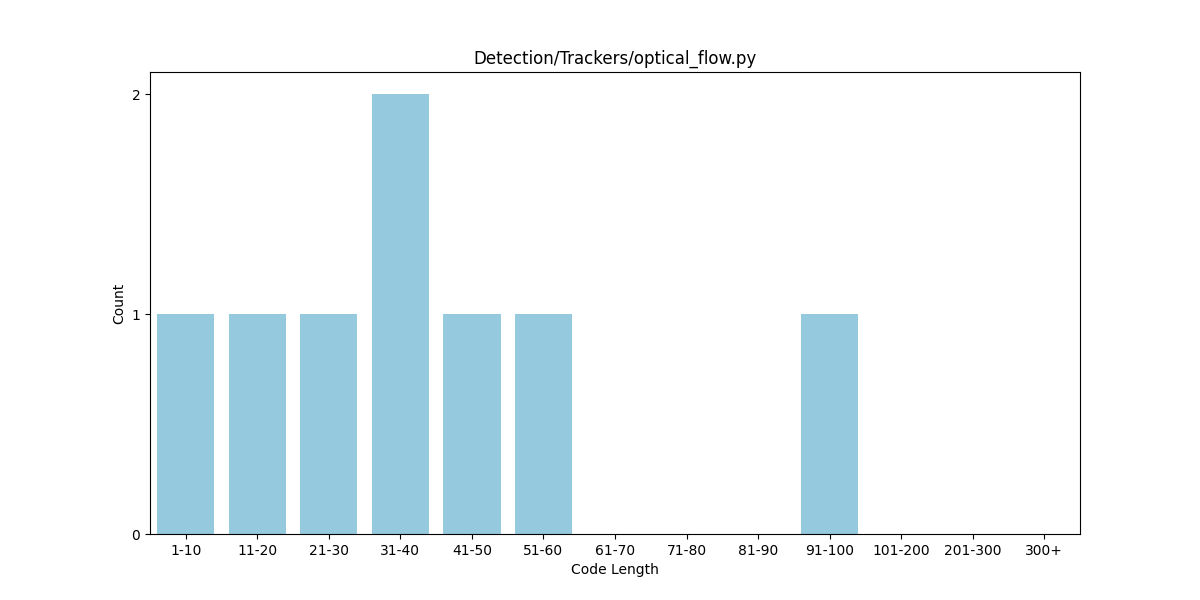 Detection/Trackers/optical_flow.py
Count
2
1
0
1-10 11-20 21-30 31-40 41-50 51-60 61-70 71-80 81-90 91-100 101-200 201-300 300+
Code Length